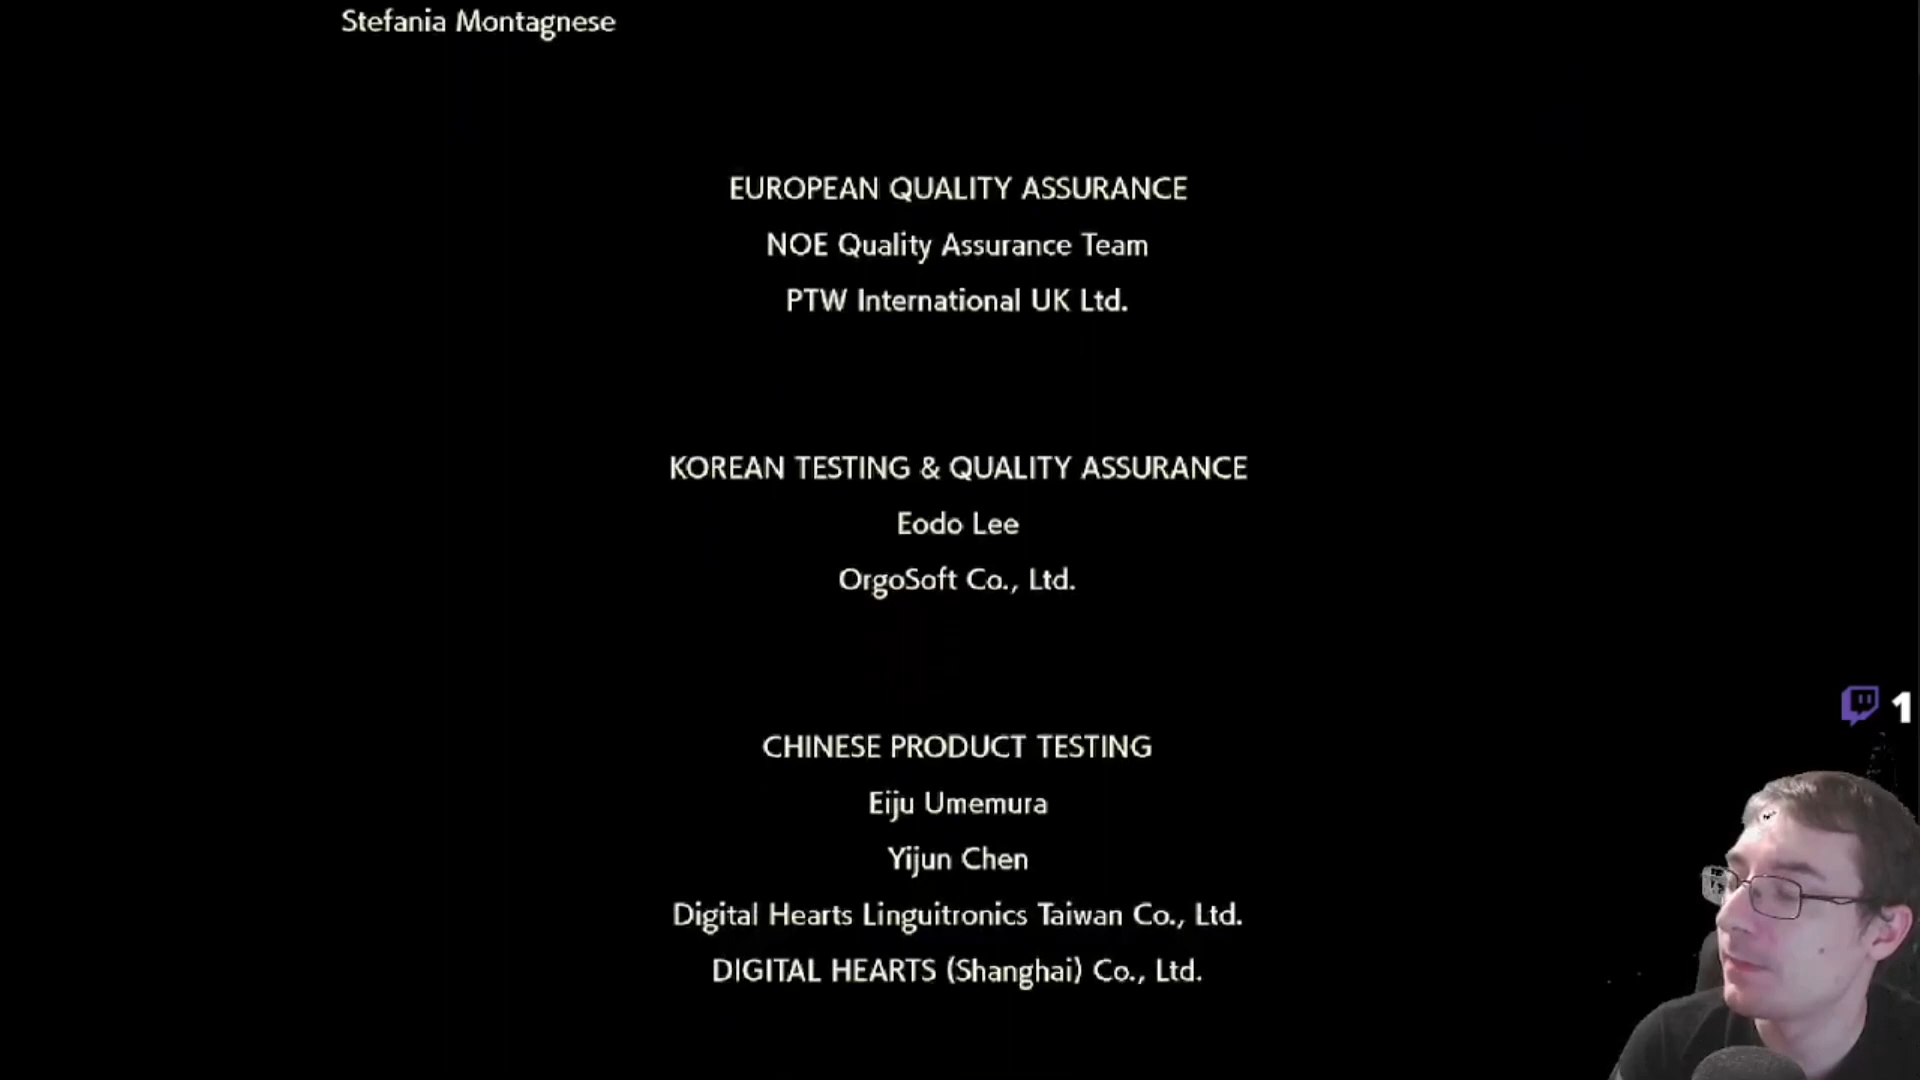 Stefania Montagnese
EUROPEAN QUALITY ASSURANCE
NOE Quality Assurance Team
PTW International UK Ltd.
KOREAN TESTING & QUALITY ASSURANCE
Eodo Lee
OrgoSoft Co., Ltd.
1
CHINESE PRODUCT TESTING
Eiju Umemura
Yijun Chen
Digital Hearts Linguitronics Taiwan Co., Ltd.
DIGITAL HEARTS (Shanghai) Co., Ltd.